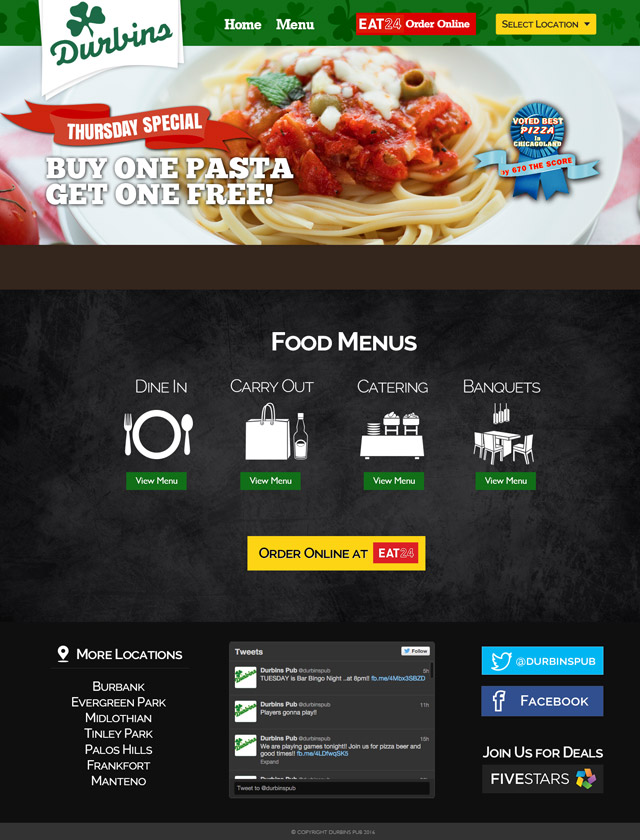 Durbins
Home Menu
EAT24 Order Online
SELECT LOCATION
THURSDAY SPECIAL
BUY ONE PASTA
GET ONE FREE!
VOTED BEST
PIZZA
In
CHICAGOLAND
by 670 THE SCORE
FOOD MENUS
DINE IN CARRY OUT CATERING BANQUETS
View Menu View Menu View Menu View Menu
ORDER ONLINE AT EAT24
MORE LOCATIONS
BURBANK
EVERGREEN PARK
MIDLOTHIAN
TINLEY PARK
PALOS HILLS
FRANKFORT
MANTENO
Tweets Follow
Durbins Pub @durbinspub 5h
TUESDAY is Bar Bingo Night ..at 8pm!! fb.me/4Mbx3SBZD
Durbins Pub @durbinspub 11h
Players gonna play!!
Durbins Pub @durbinspub 15h
We are playing games tonight!! Join us for pizza beer and
good times!! fb.me/4LDfwqSK5
Expand
Durbins Pub @durbinspub
Tweet to @durbinspub
@DURBINSPUB
FACEBOOK
JOIN US FOR DEALS
FIVESTARS
© COPYRIGHT DURBINS PUB 2016